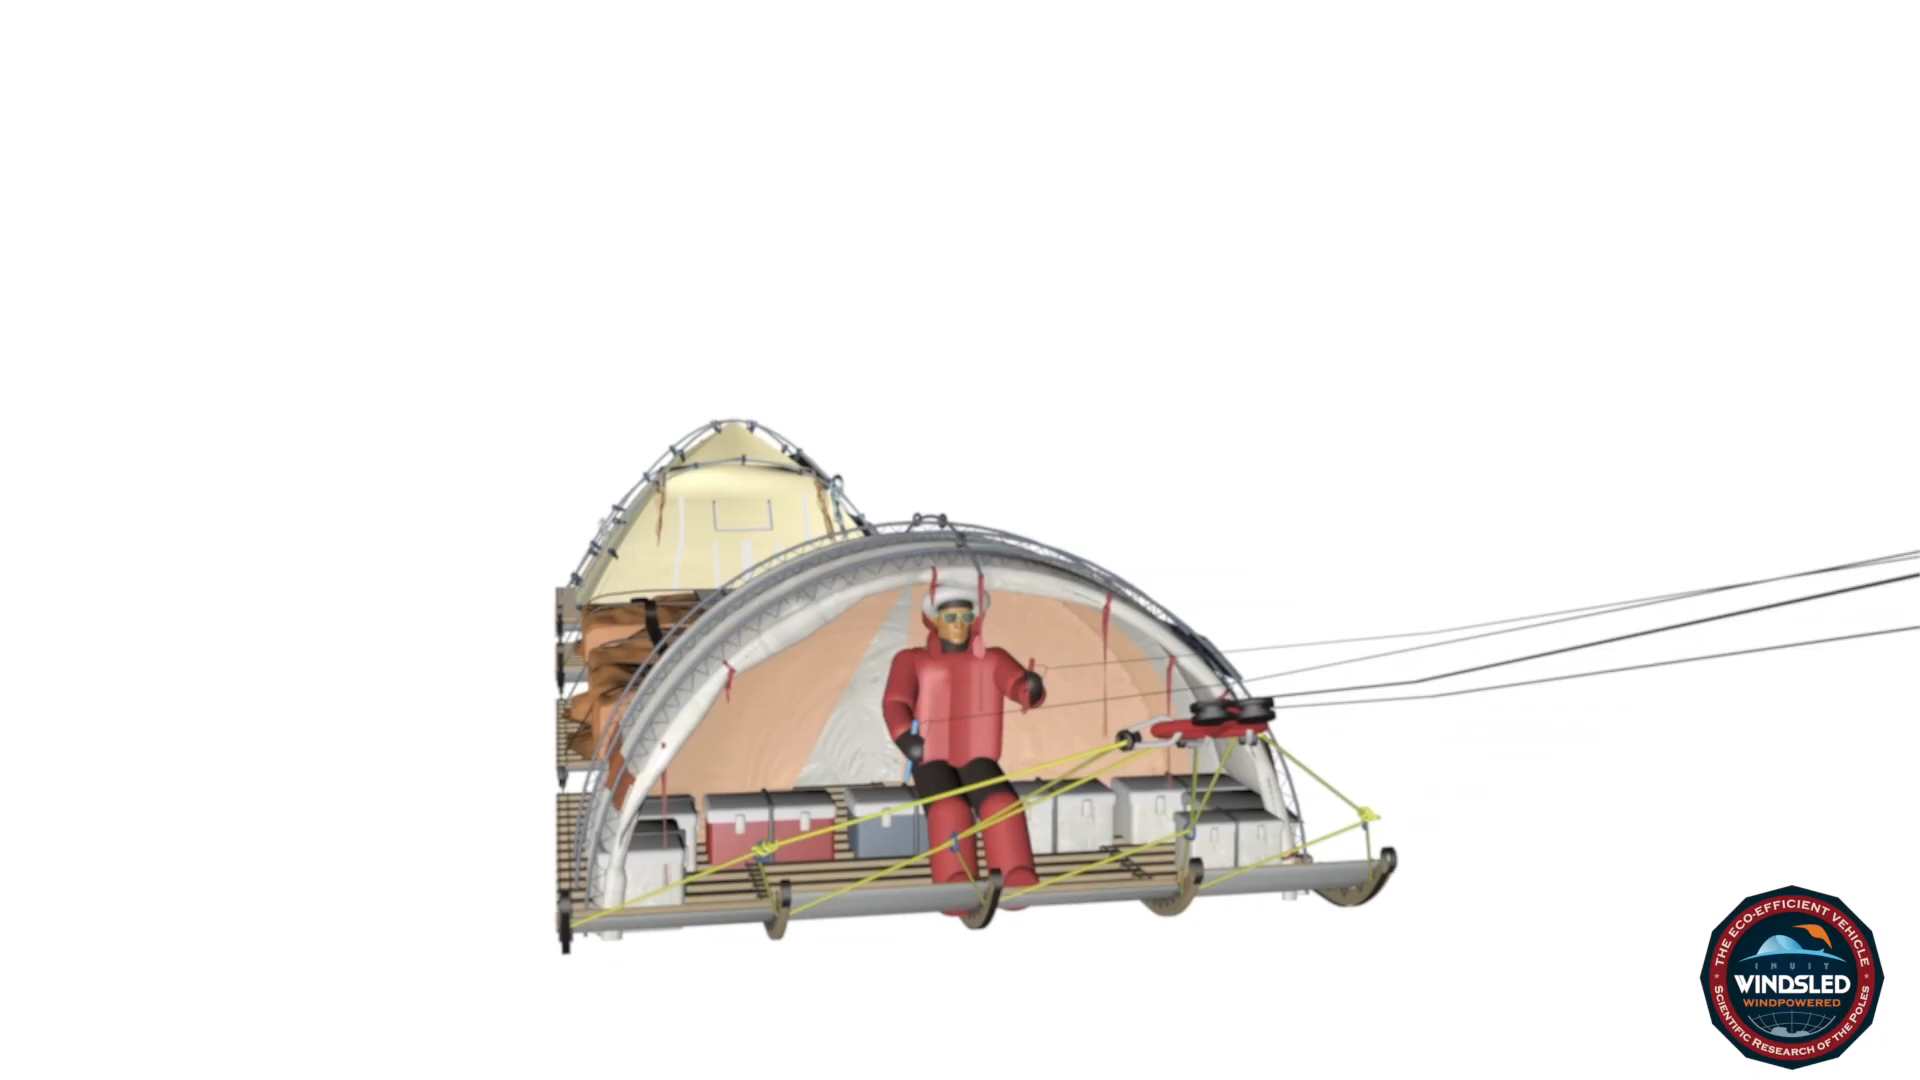 THE ECO-EFFICIENT VEHICLE
INUIT
WINDSLED
WINDPOWERED
SCIENTIFIC RESEARCH OF THE POLES